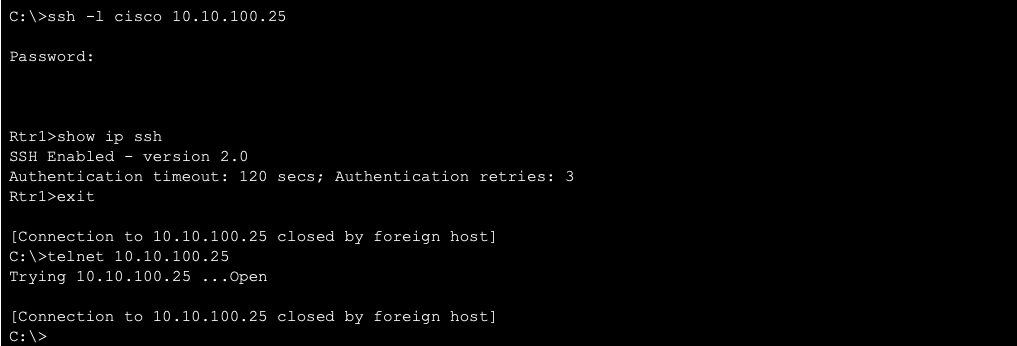 C:\>ssh -l cisco 10.10.100.25
Password:
Rtr1>show ip ssh
SSH Enabled - version 2.0
Authentication timeout: 120 secs; Authentication retries: 3
Rtr1>exit
[Connection to 10.10.100.25 closed by foreign host]
C:\>telnet 10.10.100.25
Trying 10.10.100.25 ...Open
[Connection to 10.10.100.25 closed by foreign host]
C:\>